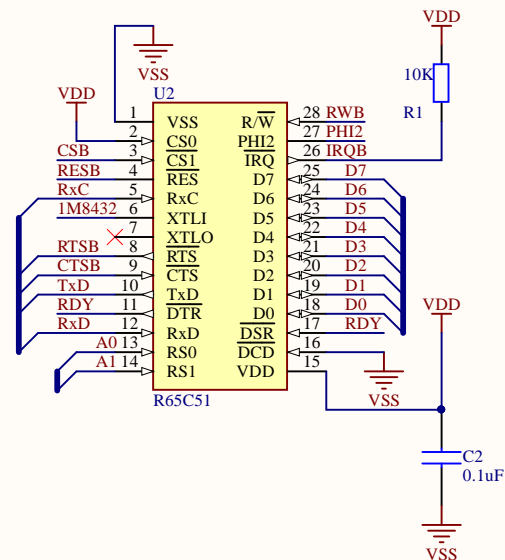 VDD
VSS
10K
R1
U2
VDD
1 VSS R/W 28 RWB
2 CS0 PHI2 27 PHI2
CSB 3 CS1 IRQ 26 IRQB
RESB 4 RES D7 25 D7
RxC 5 RxC D6 24 D6
1M8432 6 XTLI D5 23 D5
7 XTLO D4 22 D4
RTSB 8 RTS D3 21 D3
CTSB 9 CTS D2 20 D2
TxD 10 TxD D1 19 D1
RDY 11 DTR D0 18 D0
RxD 12 RxD DSR 17 RDY
A0 13 RS0 DCD 16
A1 14 RS1 VDD 15
R65C51
VSS
VDD
C2
0.1uF
VSS